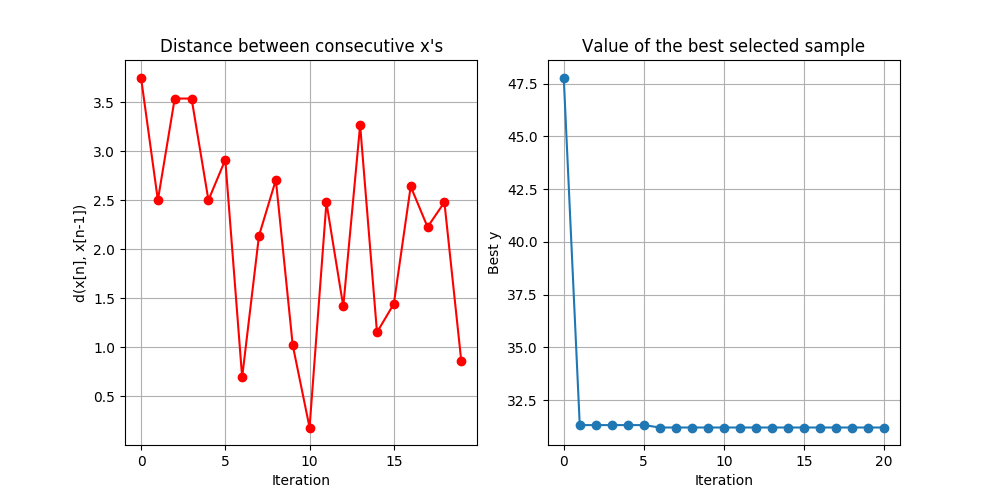 Distance between consecutive x's
d(x[n], x[n-1])
3.5
3.0
2.5
2.0
1.5
1.0
0.5
0 5 10 15
Iteration
Value of the best selected sample
Best y
47.5
45.0
42.5
40.0
37.5
35.0
32.5
0 5 10 15 20
Iteration